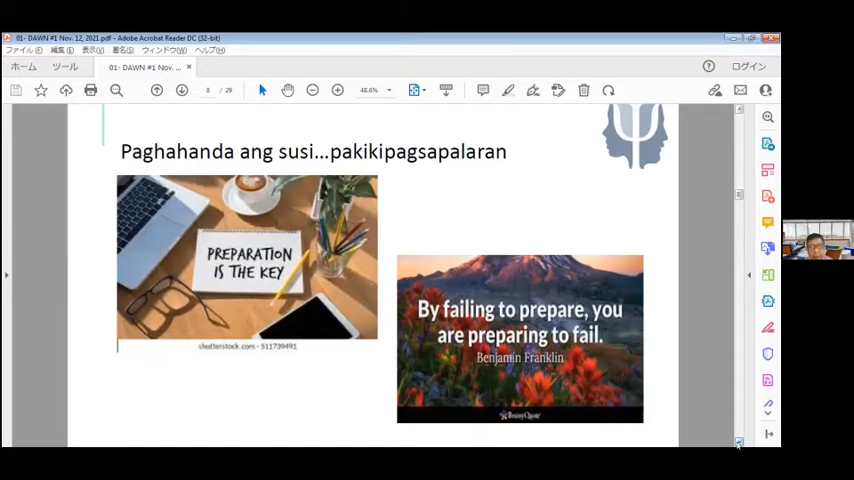 01- DAWN #1 Nov. 12, 2021.pdf - Adobe Acrobat Reader DC (32-bit)
ファイル(F) 編集(E) 表示(V) 署名(S) ウィンドウ(W) ヘルプ(H)
ホーム ツール 01- DAWN #1 Nov. ... × ログイン
8 / 29 48.6%
Paghahanda ang susi...pakikipagsapalaran
PREPARATION
IS THE KEY
shutterstock.com · 511739491
By failing to prepare, you
are preparing to fail.
Benjamin Franklin
BrainyQuote